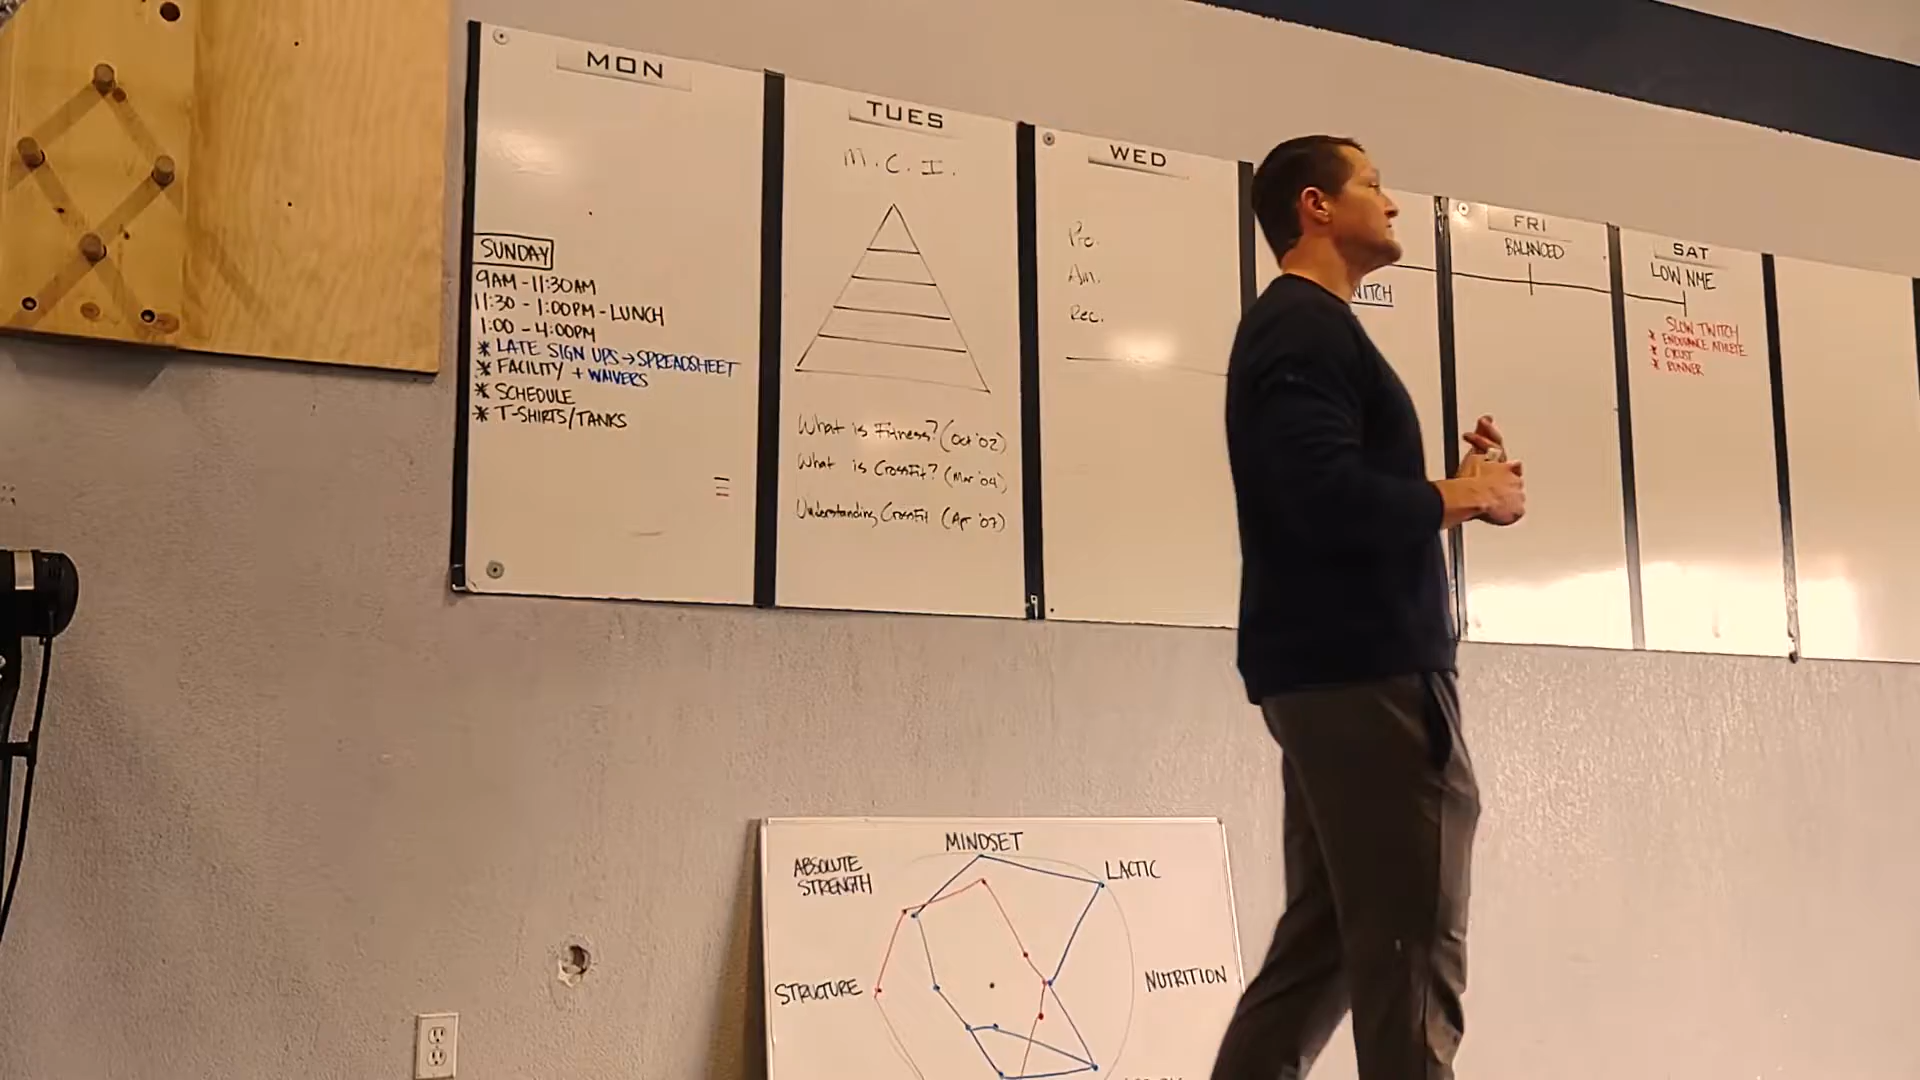 MON
SUNDAY
9AM - 11:30AM
11:30 - 1:00PM - LUNCH
1:00 - 4:00PM
* LATE SIGN UPS → SPREADSHEET
* FACILITY + WAIVERS
* SCHEDULE
* T-SHIRTS/TANKS
TUES
M.C.I.
What is Fitness? (Oct '02)
What is CrossFit? (Mar '04)
Understanding CrossFit (Apr '07)
WED
Pro.
Am.
Rec.
FRI
BALANCED
SAT
LOW NME
SLOW TWITCH
* ENDURANCE ATHLETE
* CYCLIST
* RUNNER
MINDSET
ABSOLUTE
STRENGTH
LACTIC
STRUCTURE
NUTRITION